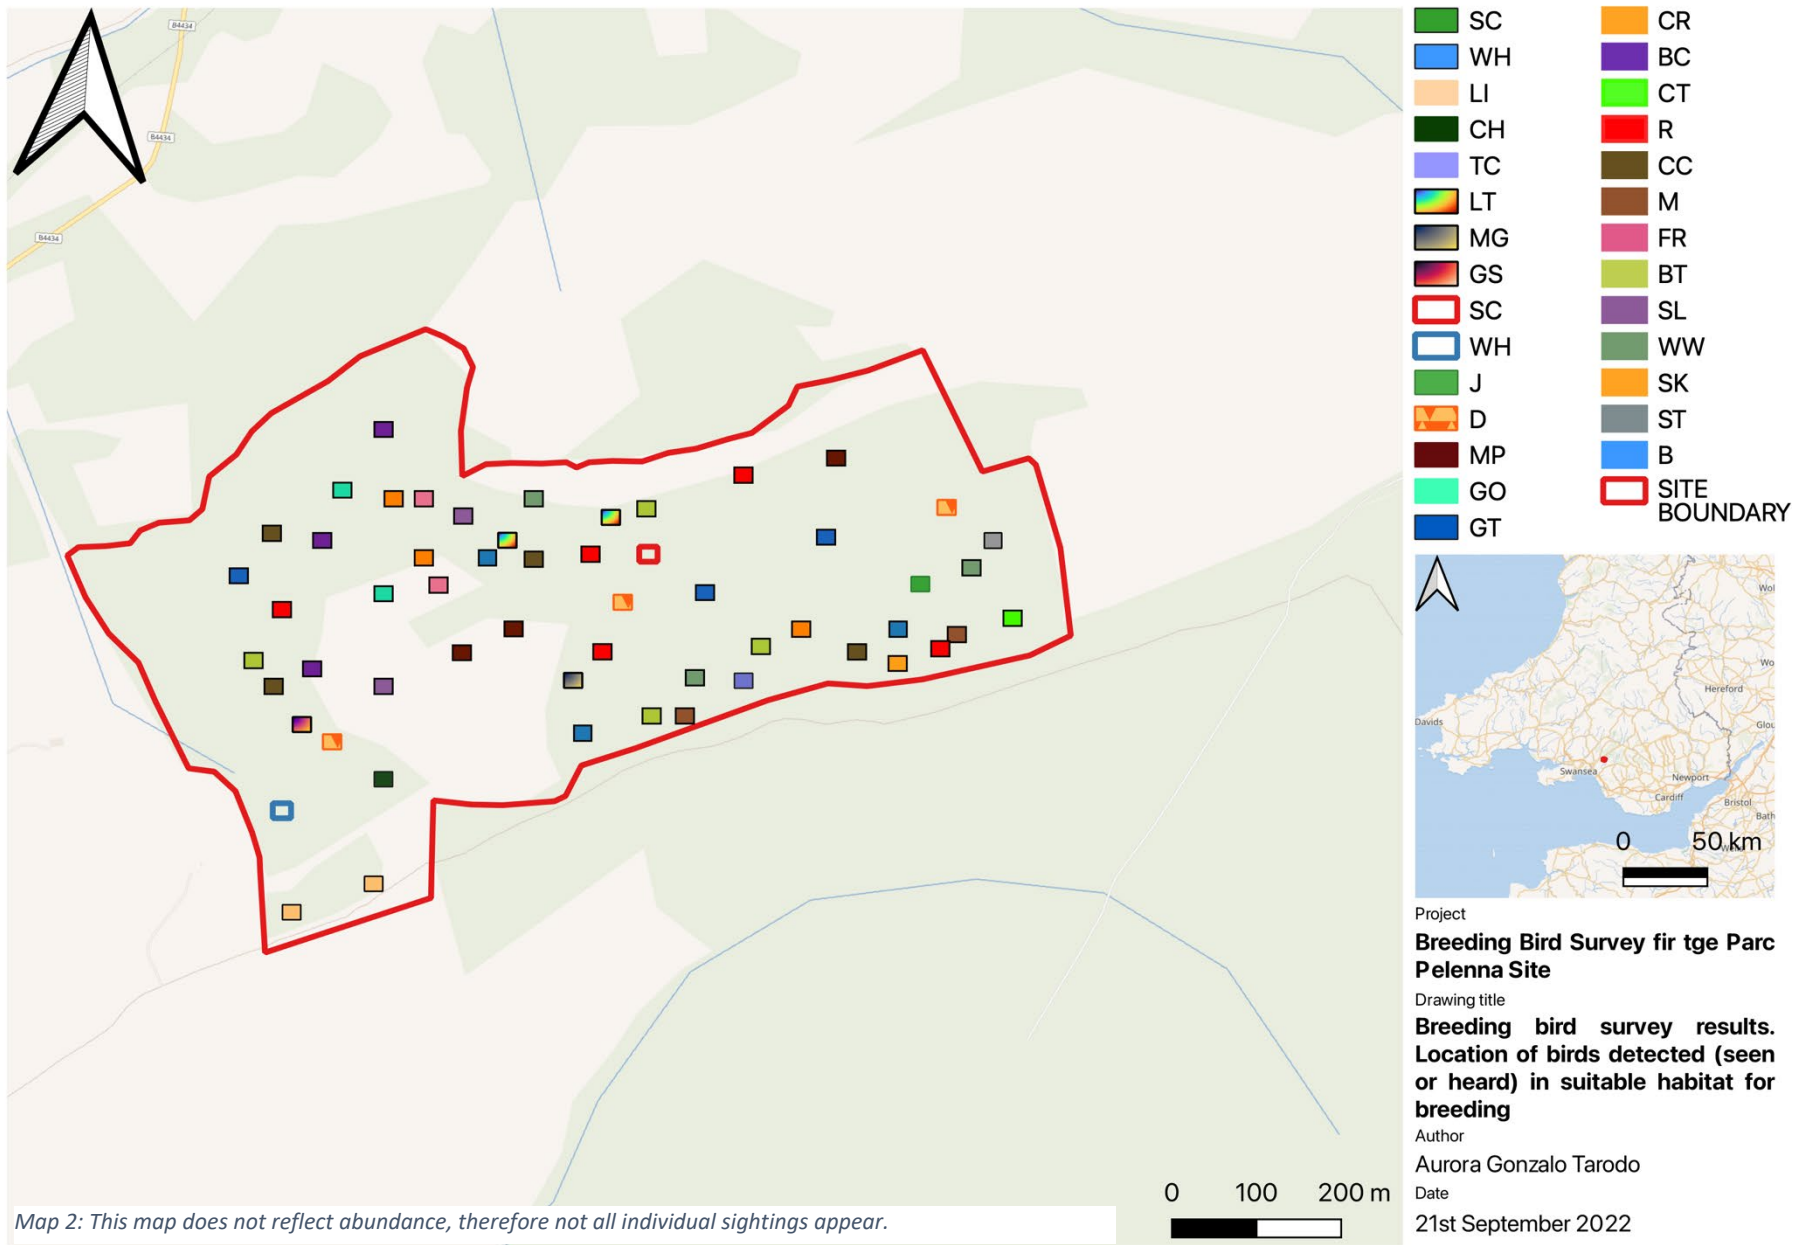 B4434
B4434
B4434
SC
WH
LI
CH
TC
LT
MG
GS
SC
WH
J
D
MP
GO
GT
CR
BC
CT
R
CC
M
FR
BT
SL
WW
SK
ST
B
SITE
BOUNDARY
Wol
Wo
Hereford
Davids
Glou
Swansea
Newport
Cardiff
Bristol
Bath
0 50 km
Project
Breeding Bird Survey fir tge Parc
Pelenna Site
Drawing title
Breeding bird survey results.
Location of birds detected (seen
or heard) in suitable habitat for
breeding
Author
Aurora Gonzalo Tarodo
Date
21st September 2022
0 100 200 m
Map 2: This map does not reflect abundance, therefore not all individual sightings appear.